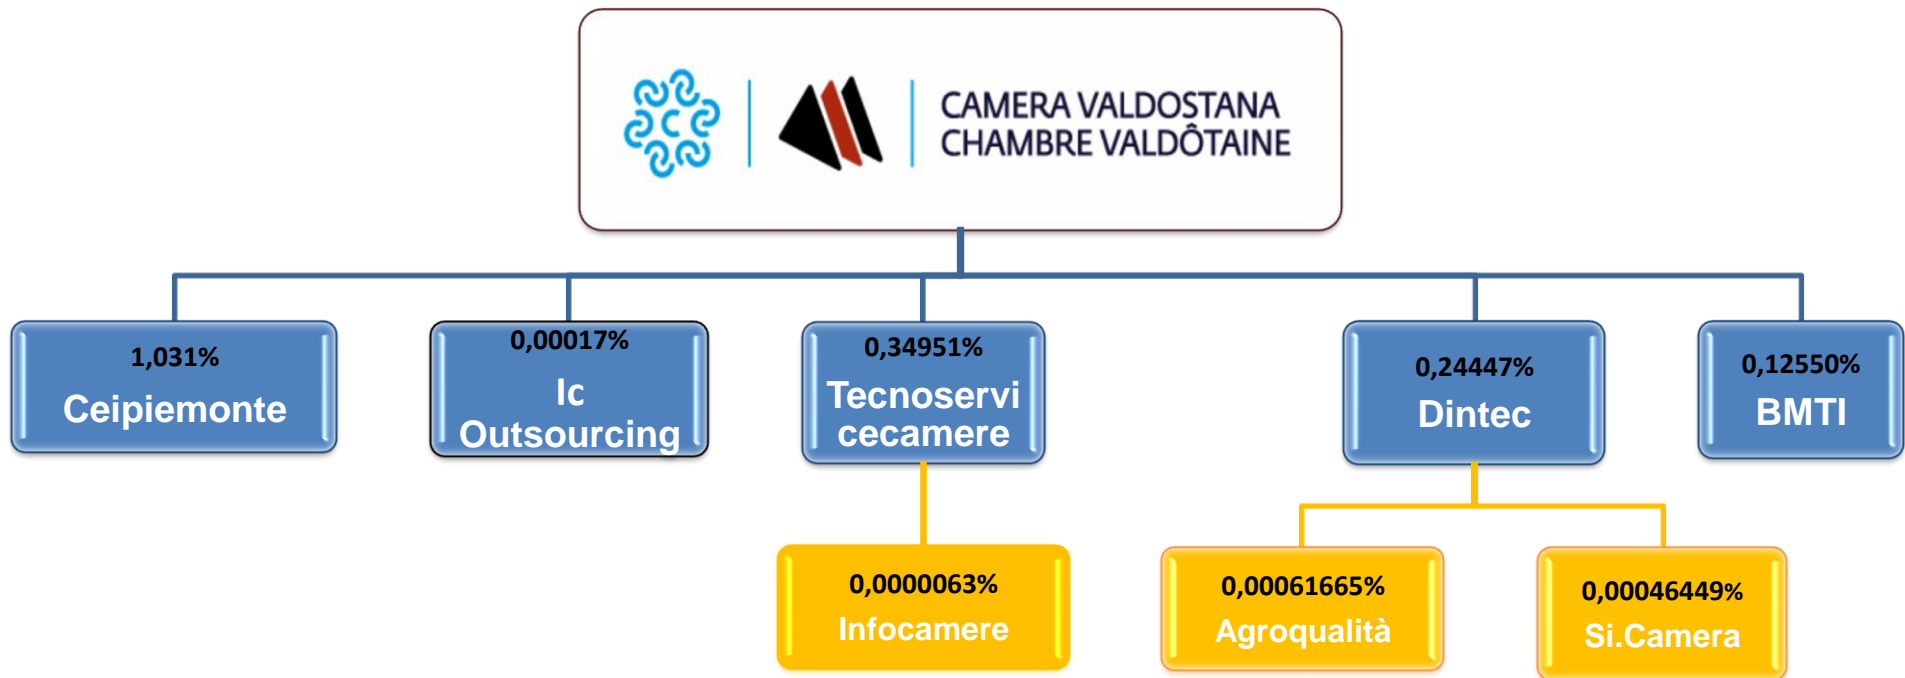 CAMERA VALDOSTANA
CHAMBRE VALDÔTAINE
1,031%
Ceipiemonte
0,00017%
Ic
Outsourcing
0,34951%
Tecnoservi
cecamere
0,24447%
Dintec
0,12550%
BMTI
0,0000063%
Infocamere
0,00061665%
Agroqualità
0,00046449%
Si.Camera